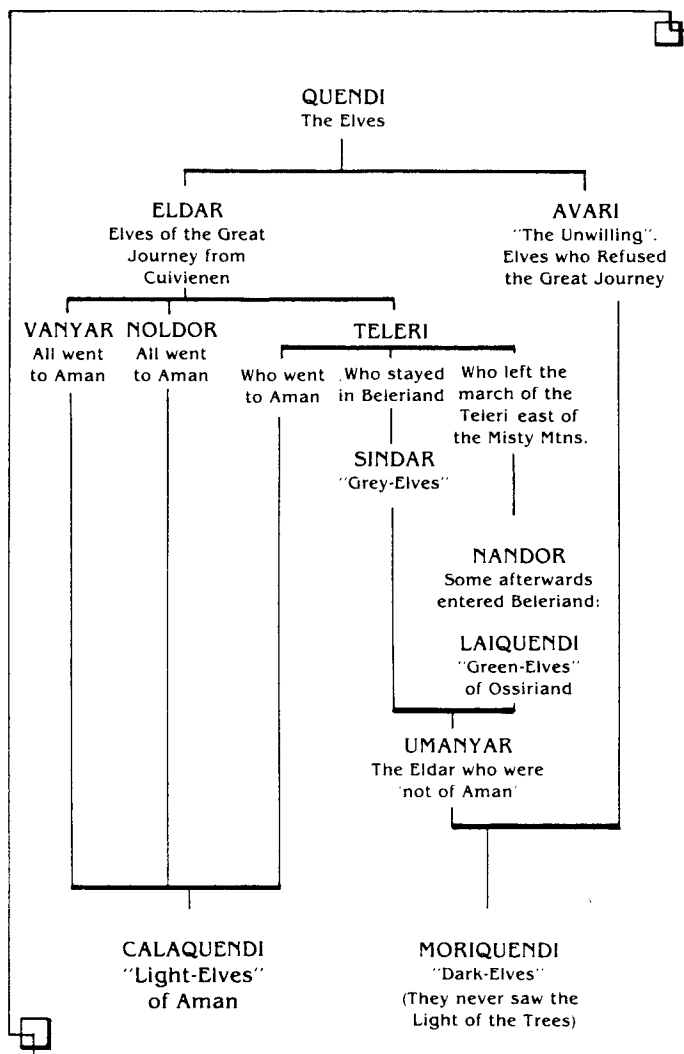 QUENDI
The Elves
ELDAR
Elves of the Great
Journey from
Cuivienen
AVARI
"The Unwilling".
Elves who Refused
the Great Journey
VANYAR
All went
to Aman
NOLDOR
All went
to Aman
TELERI
Who went
to Aman
Who stayed
in Beleriand
Who left the
march of the
Teleri east of
the Misty Mtns.
SINDAR
"Grey-Elves"
NANDOR
Some afterwards
entered Beleriand:
LAIQUENDI
"Green-Elves"
of Ossiriand
UMANYAR
The Eldar who were
'not of Aman'
CALAQUENDI
"Light-Elves"
of Aman
MORIQUENDI
"Dark-Elves"
(They never saw the
Light of the Trees)